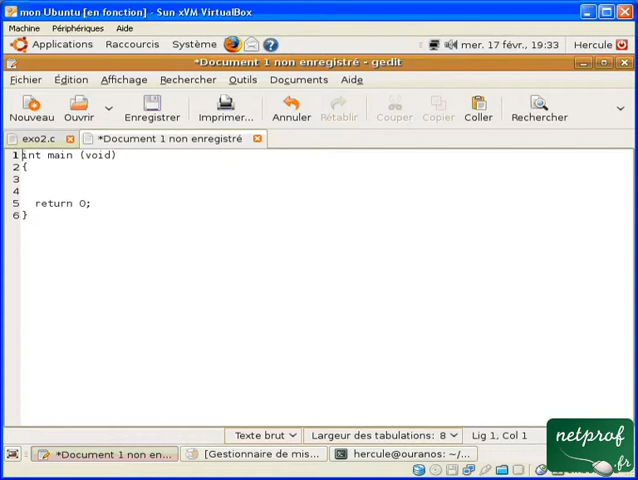 mon Ubuntu [en fonction] - Sun xVM VirtualBox
Machine Périphériques Aide
Applications Raccourcis Système ? mer. 17 févr., 19:33 Hercule
*Document 1 non enregistré - gedit
Fichier Édition Affichage Rechercher Outils Documents Aide
Nouveau Ouvrir Enregistrer Imprimer... Annuler Rétablir Couper Copier Coller Rechercher
exo2.c *Document 1 non enregistré
1 int main (void)
2 {
3
4
5 return 0;
6 }
Texte brut Largeur des tabulations: 8 Lig 1, Col 1
*Document 1 non en... [Gestionnaire de mis... hercule@ouranos: ~/...
netprof
.fr